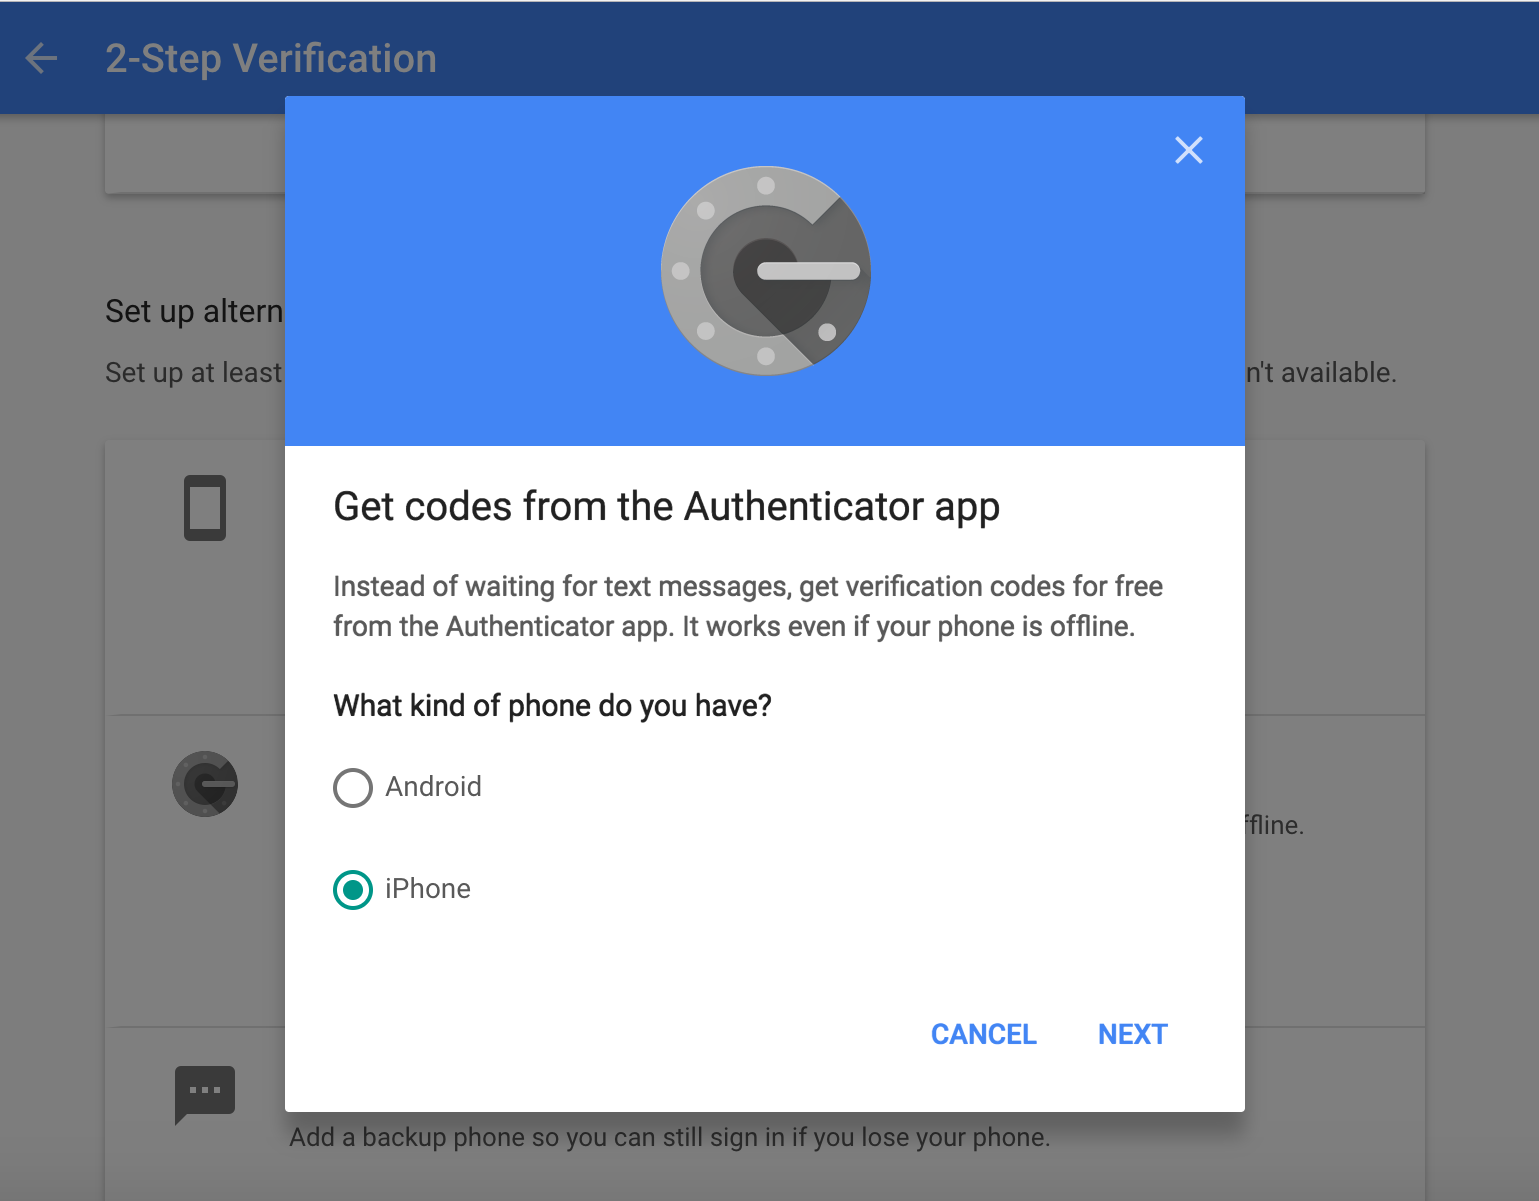 2-Step Verification
Set up altern
Set up at least
n't available.
Get codes from the Authenticator app
Instead of waiting for text messages, get verification codes for free
from the Authenticator app. It works even if your phone is offline.
What kind of phone do you have?
Android
ffline.
iPhone
CANCEL NEXT
Add a backup phone so you can still sign in if you lose your phone.